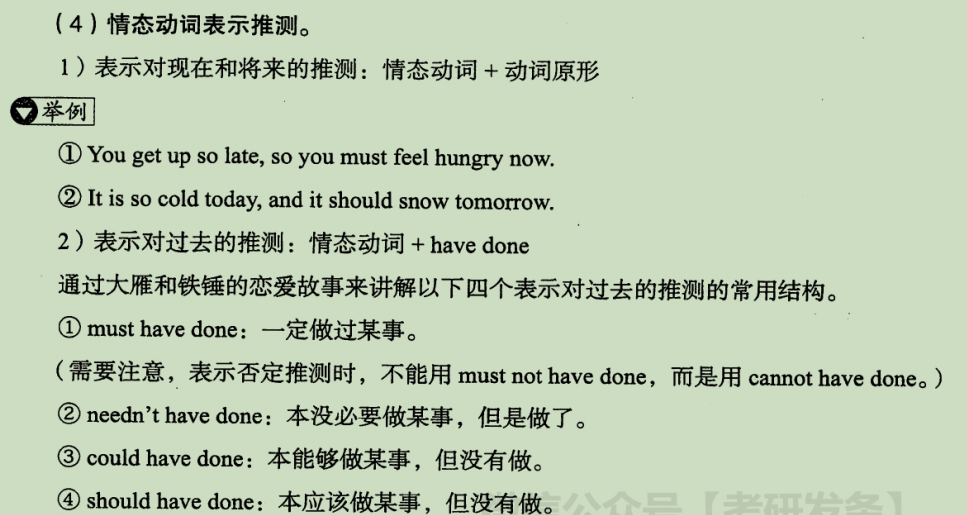 （4）情态动词表示推测。
1）表示对现在和将来的推测：情态动词 + 动词原形
举例
① You get up so late, so you must feel hungry now.
② It is so cold today, and it should snow tomorrow.
2）表示对过去的推测：情态动词 + have done
通过大雁和铁锤的恋爱故事来讲解以下四个表示对过去的推测的常用结构。
① must have done：一定做过某事。
（需要注意，表示否定推测时，不能用 must not have done，而是用 cannot have done。）
② needn't have done：本没必要做某事，但是做了。
③ could have done：本能够做某事，但没有做。
④ should have done：本应该做某事，但没有做。
公众号【考研发条】